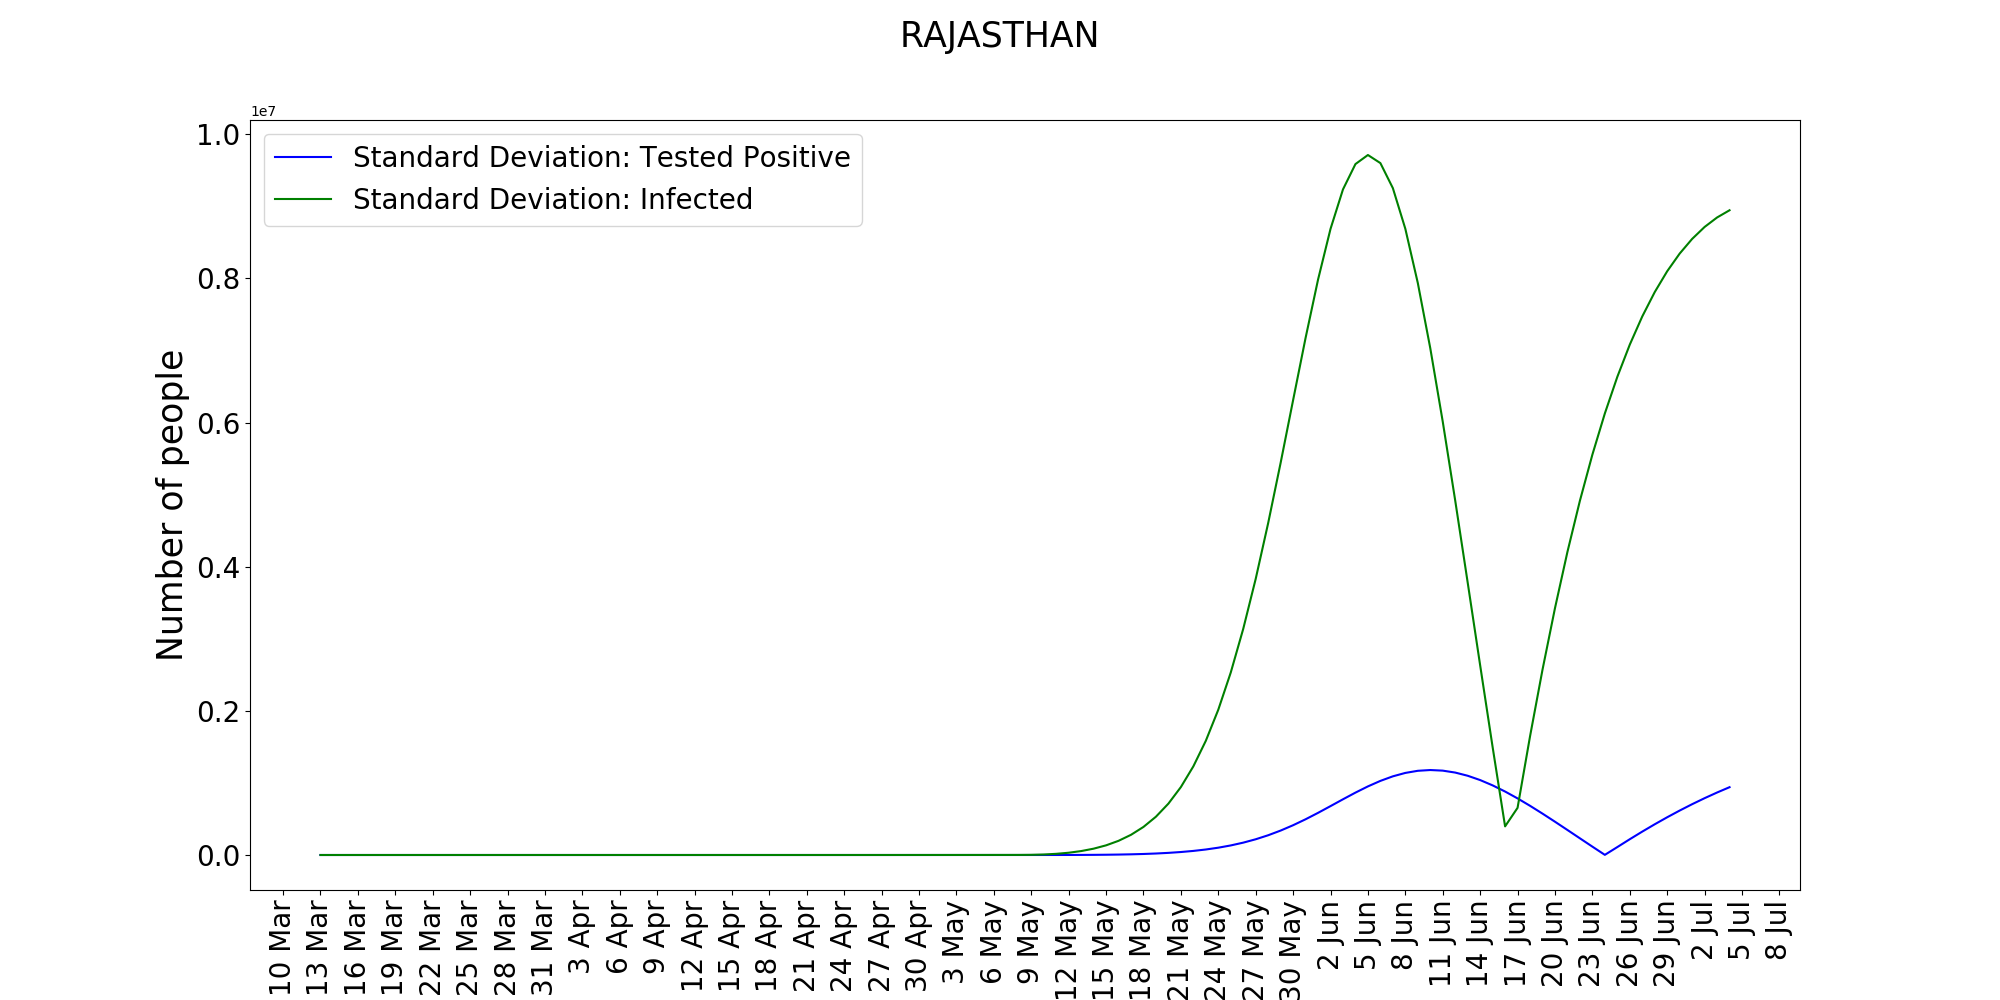 RAJASTHAN
1e7
Standard Deviation: Tested Positive
Standard Deviation: Infected
Number of people
1.0
0.8
0.6
0.4
0.2
0.0
10 Mar
13 Mar
16 Mar
19 Mar
22 Mar
25 Mar
28 Mar
31 Mar
3 Apr
6 Apr
9 Apr
12 Apr
15 Apr
18 Apr
21 Apr
24 Apr
27 Apr
30 Apr
3 May
6 May
9 May
12 May
15 May
18 May
21 May
24 May
27 May
30 May
2 Jun
5 Jun
8 Jun
11 Jun
14 Jun
17 Jun
20 Jun
23 Jun
26 Jun
29 Jun
2 Jul
5 Jul
8 Jul